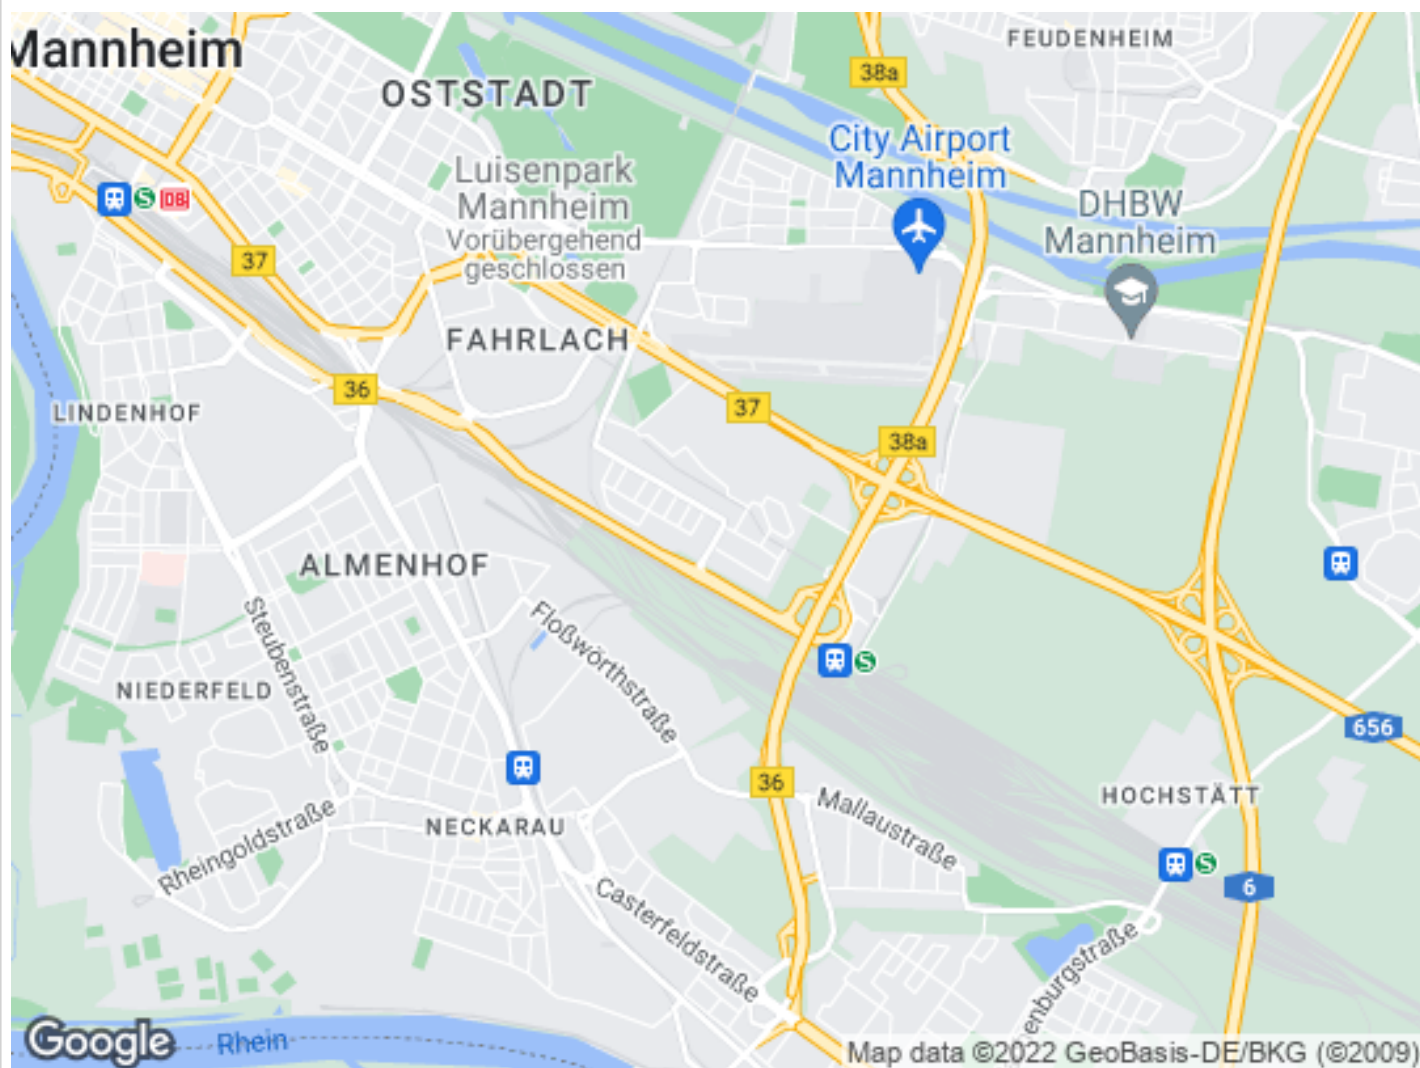 Mannheim
FEUDENHEIM
38a
OSTSTADT
City Airport
Mannheim
Luisenpark
Mannheim
Vorübergehend
geschlossen
DHBW
Mannheim
S
DB
37
FAHRLACH
36
37
LINDENHOF
38a
ALMENHOF
Steubenstraße
Floßwörthstraße
S
NIEDERFELD
656
36
HOCHSTÄTT
Mallaustraße
NECKARAU
Rheingoldstraße
S
6
Casterfeldstraße
enburgstraße
Google
Rhein
Map data ©2022 GeoBasis-DE/BKG (©2009)